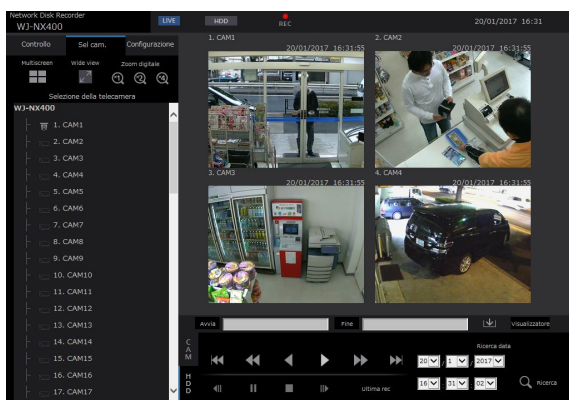 Network Disk Recorder
WJ-NX400
LIVE
HDD
REC
20/01/2017 16:31
Controllo
Sel cam.
Configurazione
Multiscreen
Wide view
Zoom digitale
x1
x2
x4
Selezione della telecamera
WJ-NX400
1. CAM1
2. CAM2
3. CAM3
4. CAM4
5. CAM5
6. CAM6
7. CAM7
8. CAM8
9. CAM9
10. CAM10
11. CAM11
12. CAM12
13. CAM13
14. CAM14
15. CAM15
16. CAM16
17. CAM17
1. CAM1
20/01/2017 16:31:55
2. CAM2
20/01/2017 16:31:55
3. CAM3
20/01/2017 16:31:55
4. CAM4
20/01/2017 16:31:55
Avvia
Fine
Visualizzatore
CAM
HDD
Ultima rec
Ricerca data
20 / 1 / 2017
16 : 31 : 02
Ricerca